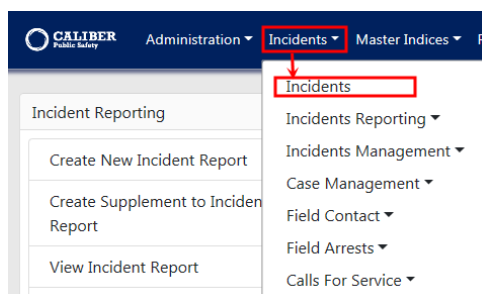 CALIBER
Public Safety
Administration Incidents Master Indices
Incidents
Incident Reporting
Incidents Reporting
Create New Incident Report
Incidents Management
Create Supplement to Inciden
Report
Case Management
Field Contact
View Incident Report
Field Arrests
Calls For Service